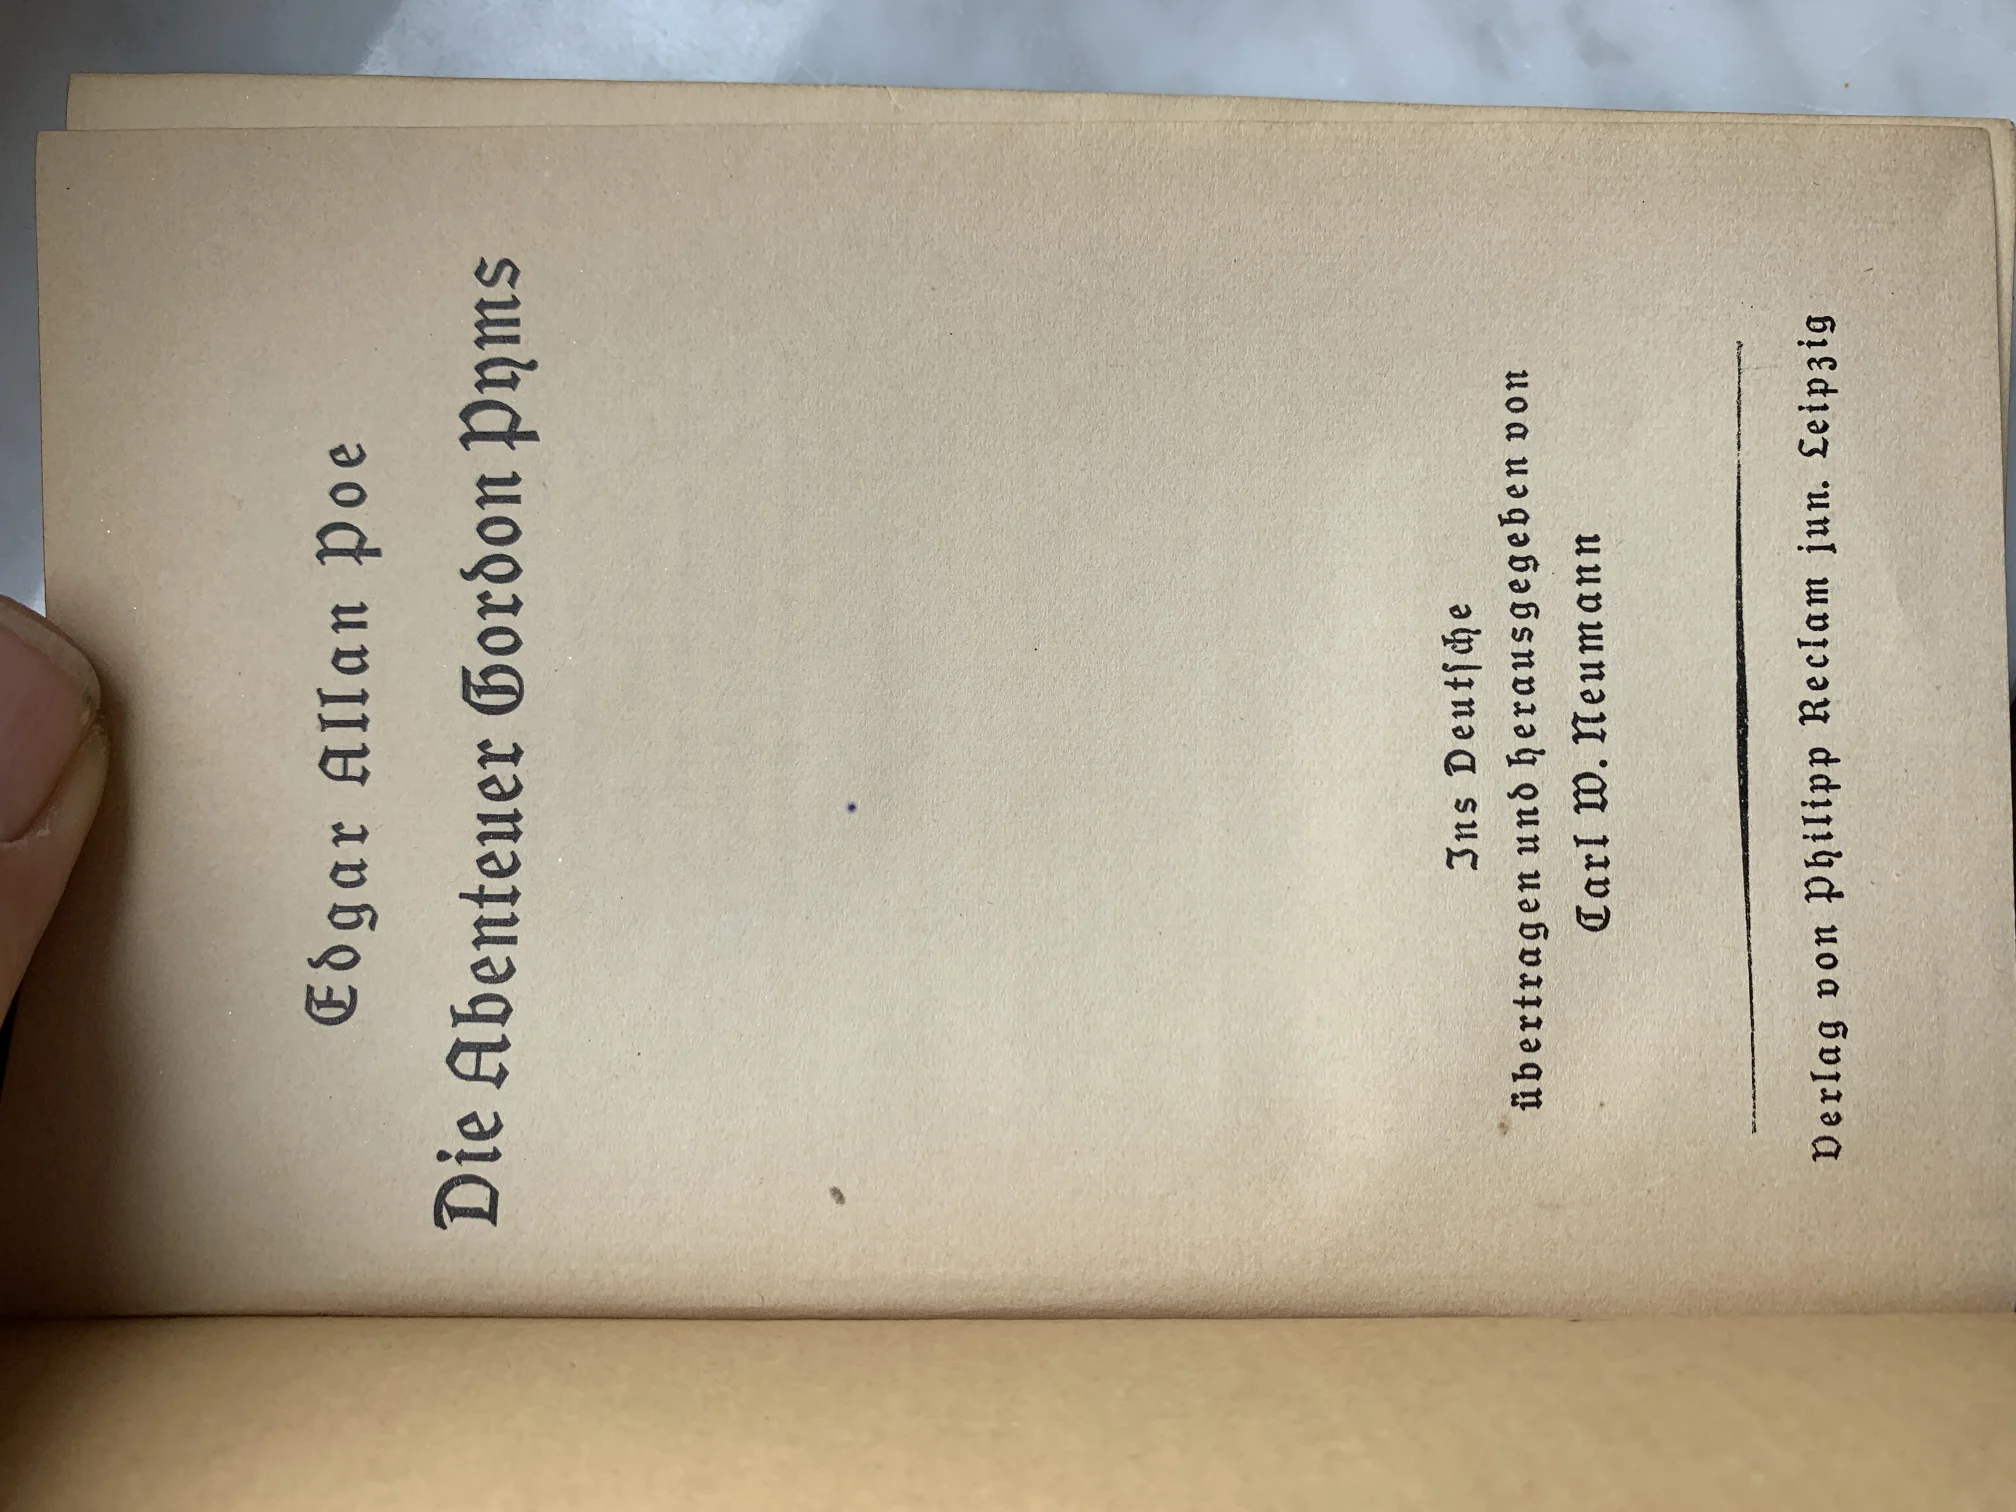 Edgar Allan Poe
Die Abenteuer Gordon Pyms
Ins Deutſche
übertragen und herausgegeben von
Carl W. Neumann
Verlag von Philipp Reclam jun. Leipzig